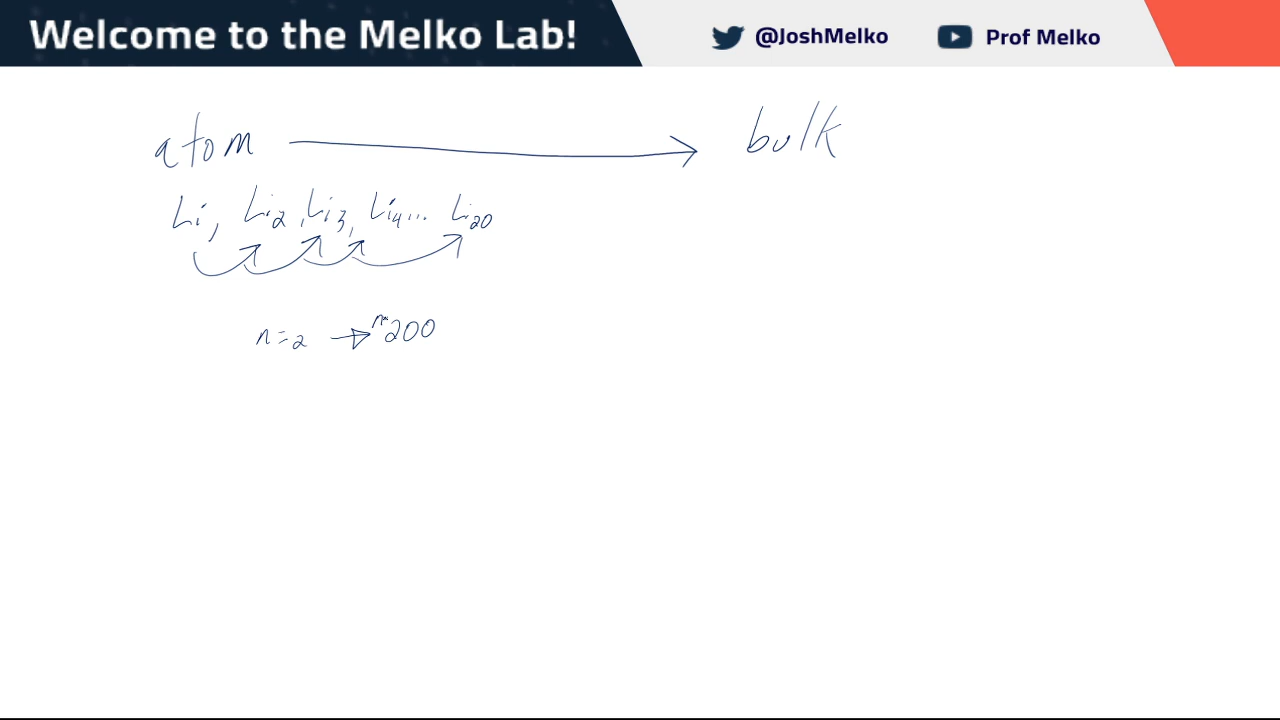 Welcome to the Melko Lab!
@JoshMelko
Prof Melko
atom → bulk
Li, Li₂, Li₃, Li₄... Li₂₀
n=2 → n=200